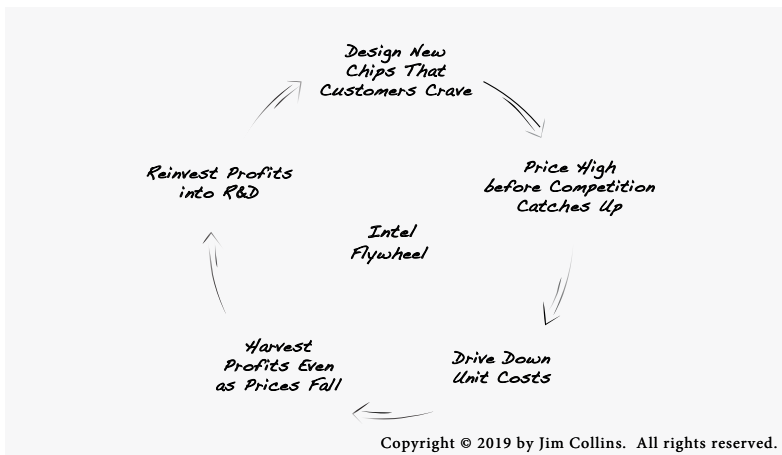 Design New
Chips That
Customers Crave
Price High
before Competition
Catches Up
Drive Down
Unit Costs
Harvest
Profits Even
as Prices Fall
Reinvest Profits
into R&D
Intel
Flywheel
Copyright © 2019 by Jim Collins. All rights reserved.